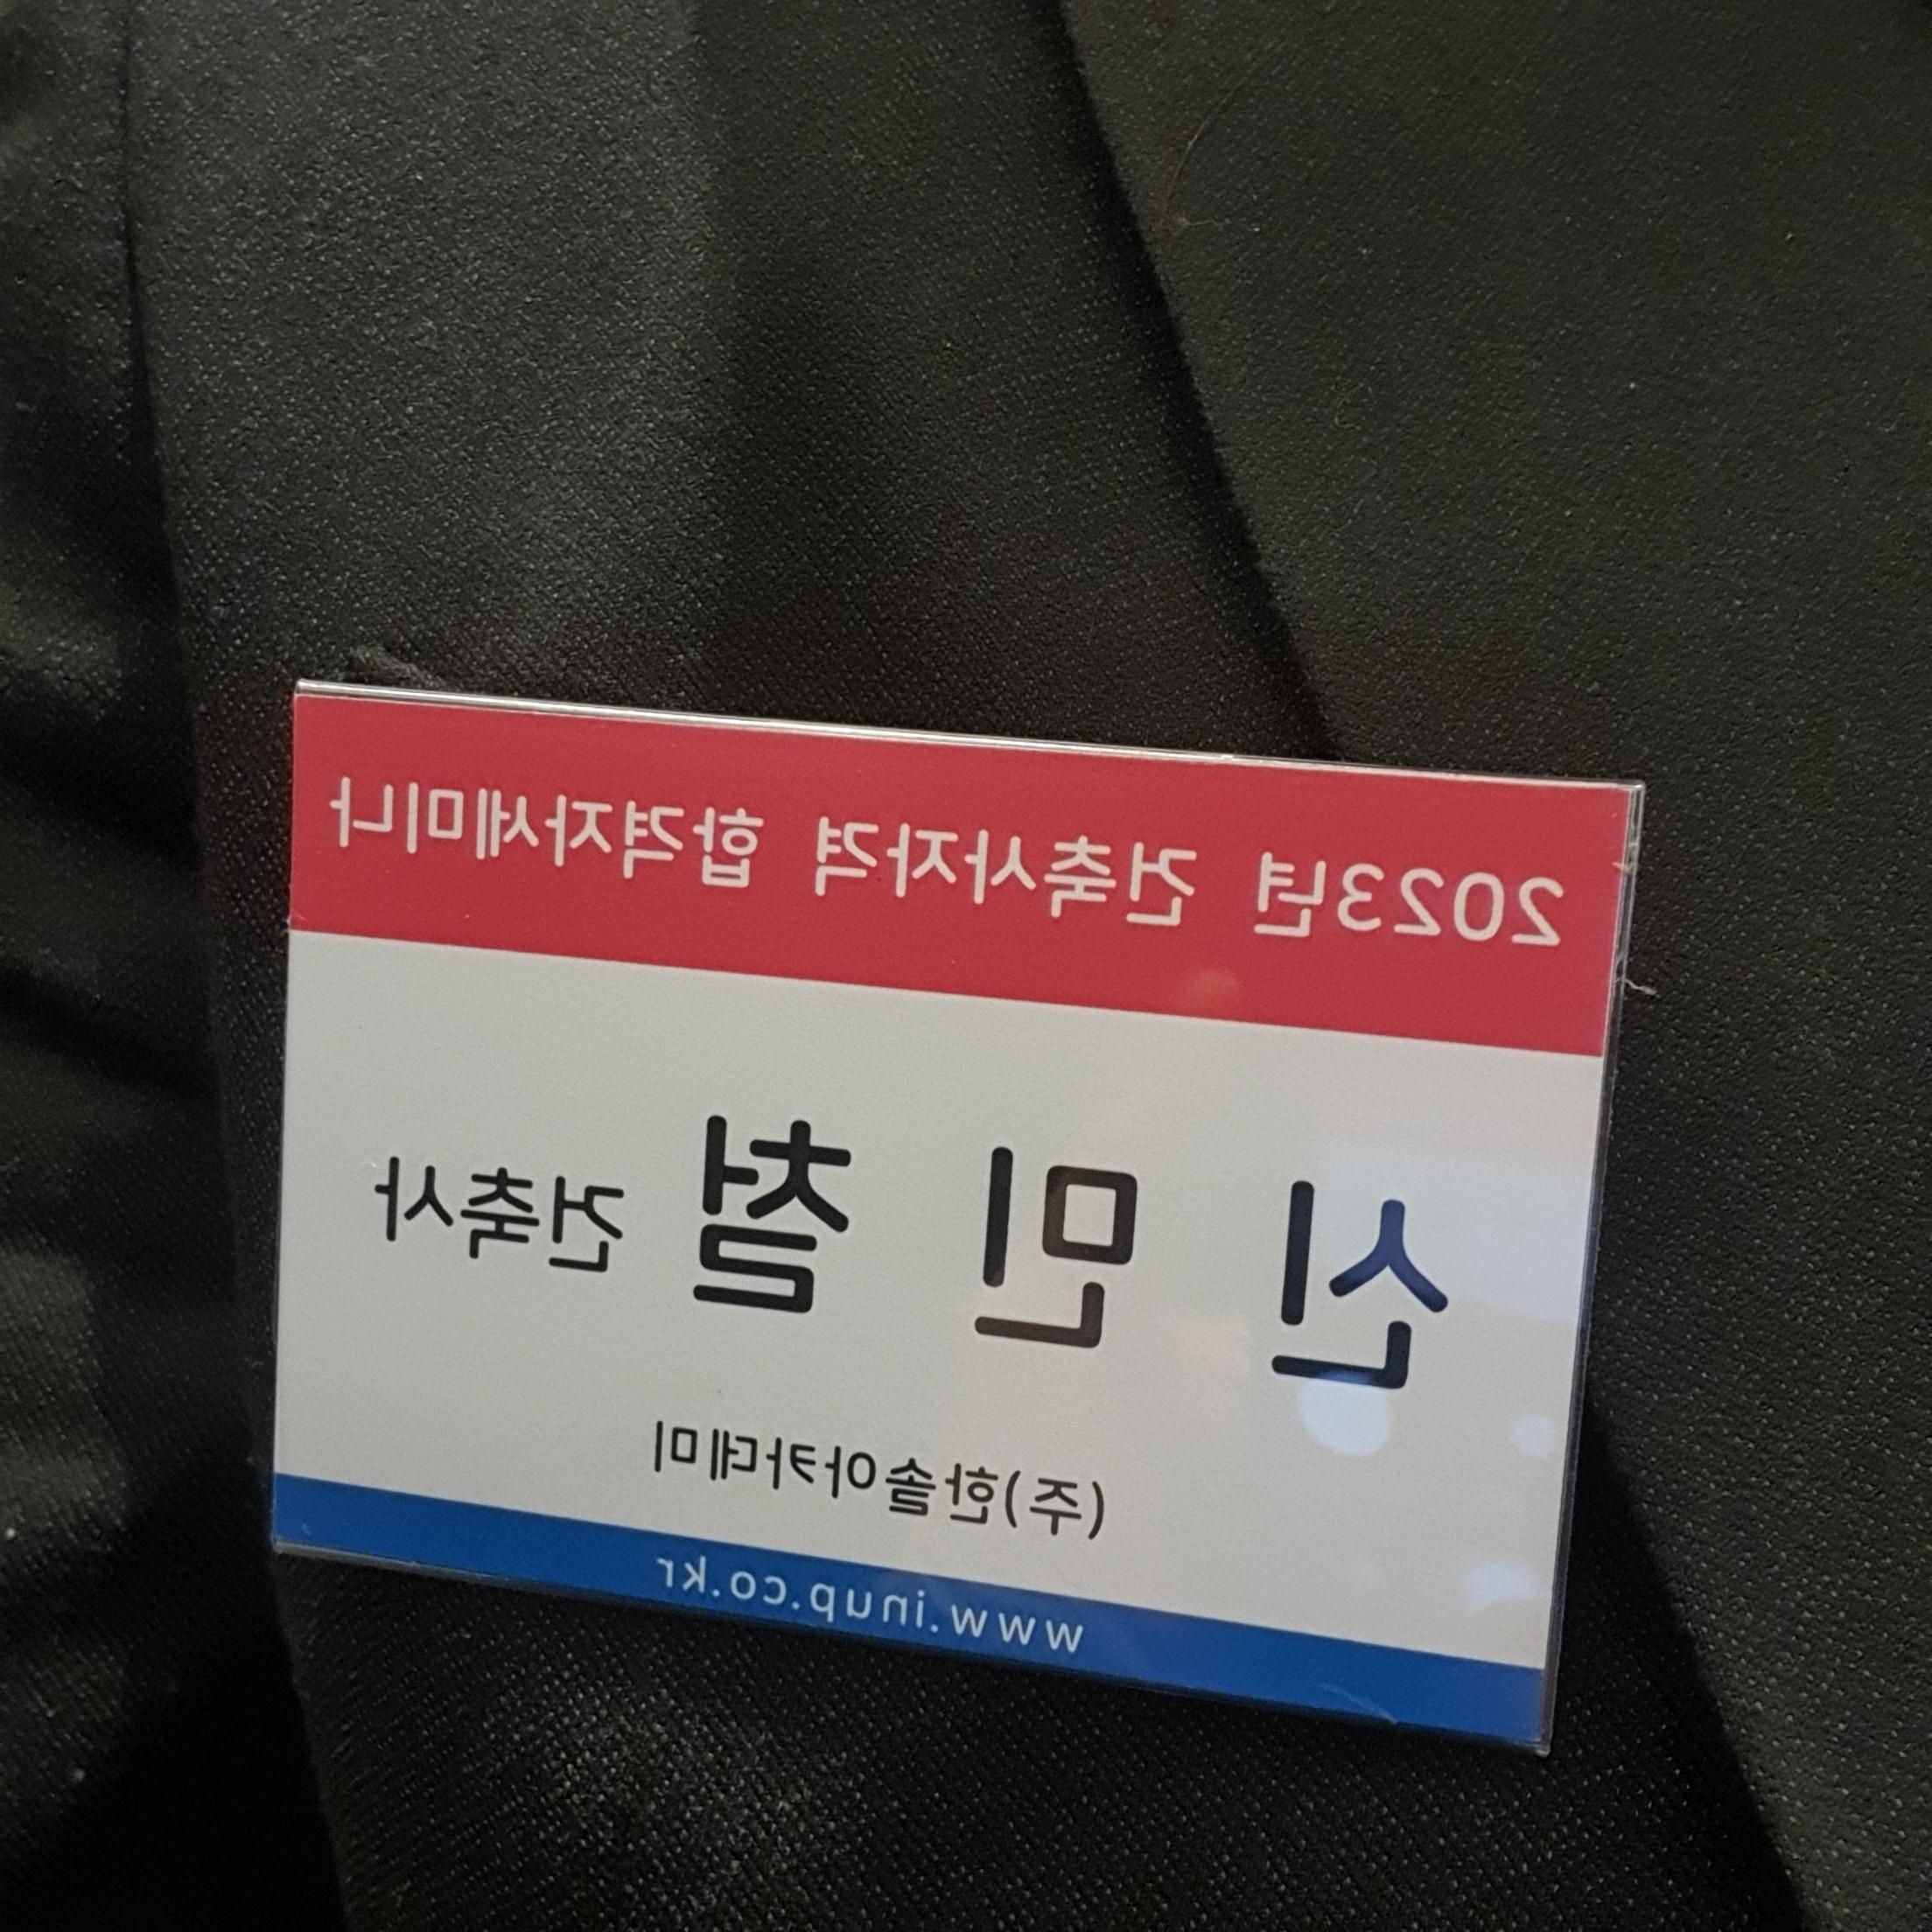 2023년 건축사자격 합격자세미나
신 민 철 건축사
(주)한솔아카데미
www.inup.co.kr